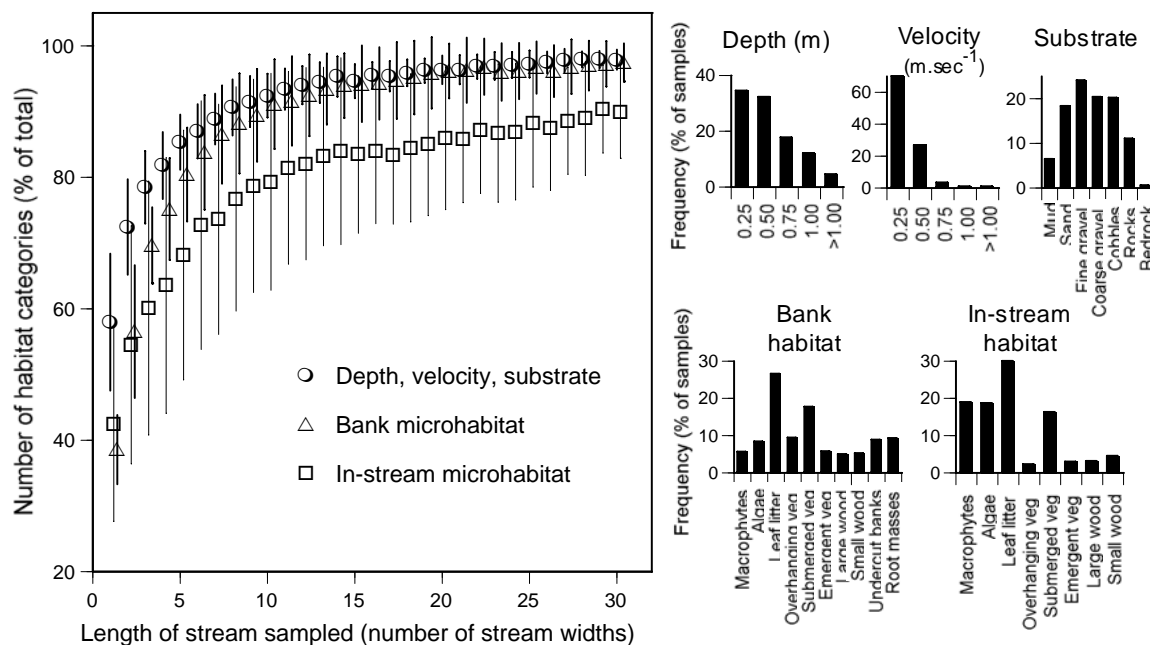 Number of habitat categories (% of total)
100
80
60
40
20
0
5
10
15
20
25
30
Length of stream sampled (number of stream widths)
Depth, velocity, substrate
Bank microhabitat
In-stream microhabitat
Depth (m)
Frequency (% of samples)
40
20
0
0.25
0.50
0.75
1.00
>1.00
Velocity
(m.sec-1)
60
40
20
0
0.25
0.50
0.75
1.00
>1.00
Substrate
20
10
0
Mud
Sand
Fine gravel
Coarse gravel
Cobbles
Rocks
Bedrock
Bank
habitat
Frequency (% of samples)
30
20
10
0
Macrophytes
Algae
Leaf litter
Overhanging veg
Submerged veg
Emergent veg
Large wood
Small wood
Undercut banks
Root masses
In-stream
habitat
30
20
10
0
Macrophytes
Algae
Leaf litter
Overhanging veg
Submerged veg
Emergent veg
Large wood
Small wood